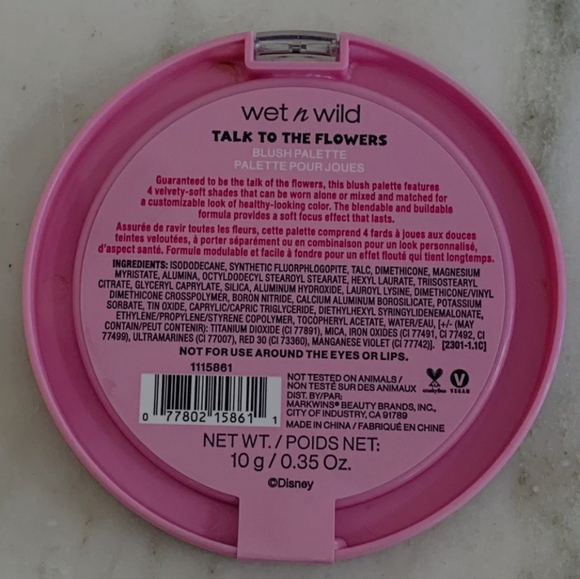 wet n wild
TALK TO THE FLOWERS
BLUSH PALETTE
PALETTE POUR JOUES
Guaranteed to be the talk of the flowers, this blush palette features
4 velvety-soft shades that can be worn alone or mixed and matched for
a customizable look of healthy-looking color. The blendable and buildable
formula provides a soft focus effect that lasts.
Assurée de ravir toutes les fleurs, cette palette comprend 4 fards à joues aux douces
teintes veloutées, à porter séparément ou en combinaison pour un look personnalisé,
d'aspect santé. Formule modulable et facile à fondre pour un effet flouté qui tient longtemps.
INGREDIENTS: ISODODECANE, SYNTHETIC FLUORPHLOGOPITE, TALC, DIMETHICONE, MAGNESIUM
MYRISTATE, ALUMINA, OCTYLDODECYL STEAROYL STEARATE, HEXYL LAURATE, TRIISOSTEARYL
CITRATE, GLYCERYL CAPRYLATE, SILICA, ALUMINUM HYDROXIDE, LAUROYL LYSINE, DIMETHICONE/VINYL
DIMETHICONE CROSSPOLYMER, BORON NITRIDE, CALCIUM ALUMINUM BOROSILICATE, POTASSIUM
SORBATE, TIN OXIDE, CAPRYLIC/CAPRIC TRIGLYCERIDE, DIETHYLHEXYL SYRINGYLIDENEMALONATE,
ETHYLENE/PROPYLENE/STYRENE COPOLYMER, TOCOPHERYL ACETATE, WATER/EAU, [+/- (MAY
CONTAIN/PEUT CONTENIR): TITANIUM DIOXIDE (CI 77891), MICA, IRON OXIDES (CI 77491, CI 77492, CI
77499), ULTRAMARINES (CI 77007), RED 30 (CI 73360), MANGANESE VIOLET (CI 77742)]. [2301-1.1C]
NOT FOR USE AROUND THE EYES OR LIPS.
1115861
0 77802 15861 1
NOT TESTED ON ANIMALS /
NON TESTÉ SUR DES ANIMAUX
DIST. BY/PAR:
MARKWINS® BEAUTY BRANDS, INC.,
CITY OF INDUSTRY, CA 91789
MADE IN CHINA / FABRIQUÉ EN CHINE
crueltyfree
V
VEGAN
NET WT. / POIDS NET:
10 g / 0.35 Oz.
©Disney